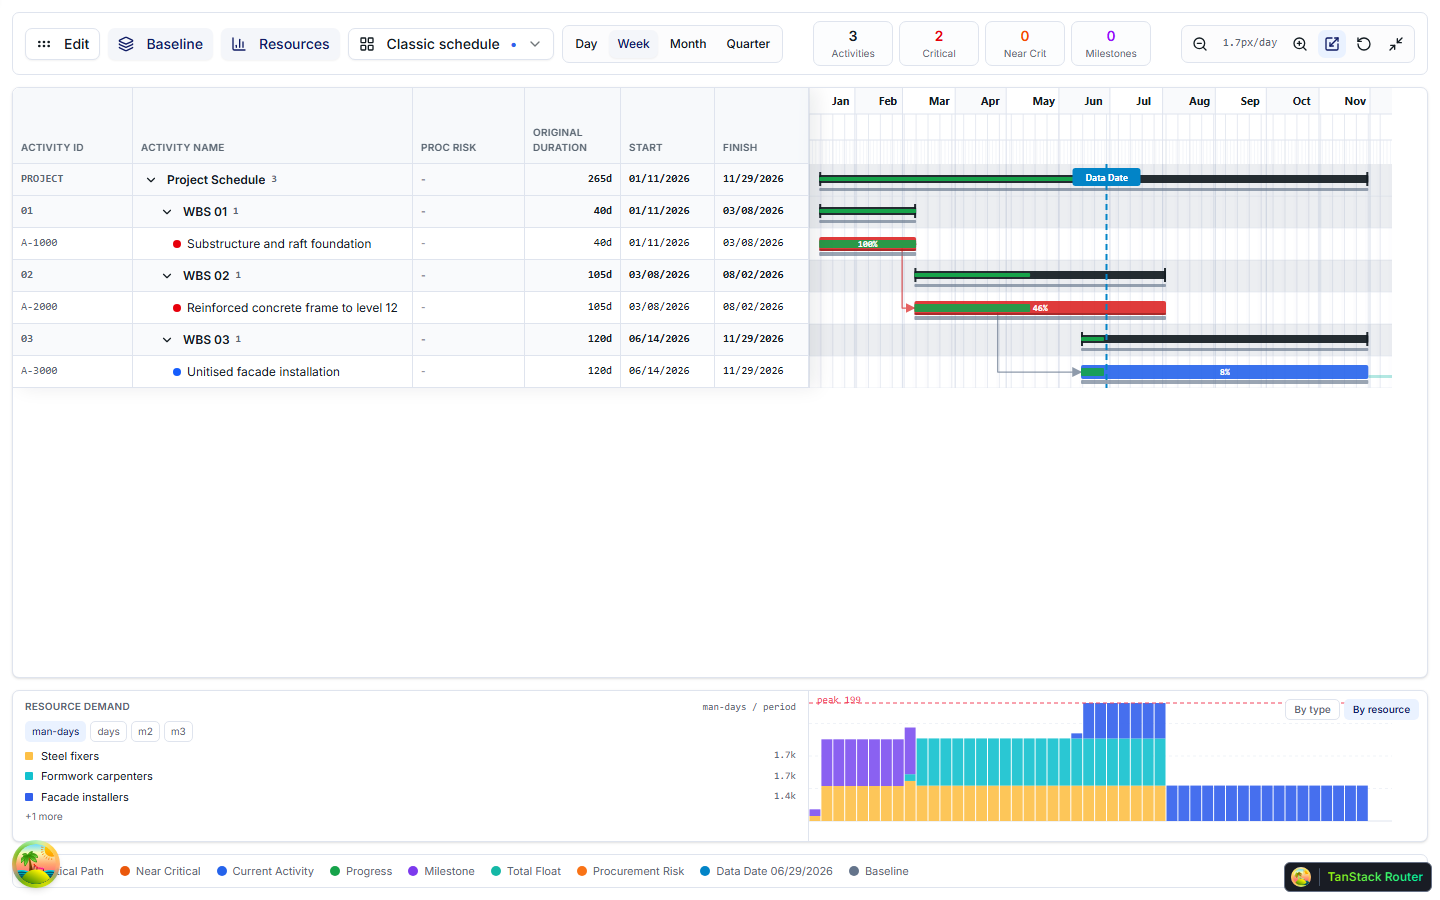 Edit
Baseline
Resources
Classic schedule
Day
Week
Month
Quarter
3
Activities
2
Critical
0
Near Crit
0
Milestones
1.7px/day
ACTIVITY ID
ACTIVITY NAME
PROC RISK
ORIGINAL
DURATION
START
FINISH
Jan
Feb
Mar
Apr
May
Jun
Jul
Aug
Sep
Oct
Nov
PROJECT
Project Schedule 3
-
265d
01/11/2026
11/29/2026
Data Date
01
WBS 01 1
-
40d
01/11/2026
03/08/2026
A-1000
Substructure and raft foundation
-
40d
01/11/2026
03/08/2026
100%
02
WBS 02 1
-
105d
03/08/2026
08/02/2026
A-2000
Reinforced concrete frame to level 12
-
105d
03/08/2026
08/02/2026
46%
03
WBS 03 1
-
120d
06/14/2026
11/29/2026
A-3000
Unitised facade installation
-
120d
06/14/2026
11/29/2026
8%
RESOURCE DEMAND
man-days / period
man-days
days
m2
m3
Steel fixers
1.7k
Formwork carpenters
1.7k
Facade installers
1.4k
+1 more
peak 199
By type
By resource
tical Path
Near Critical
Current Activity
Progress
Milestone
Total Float
Procurement Risk
Data Date 06/29/2026
Baseline
TanStack Router